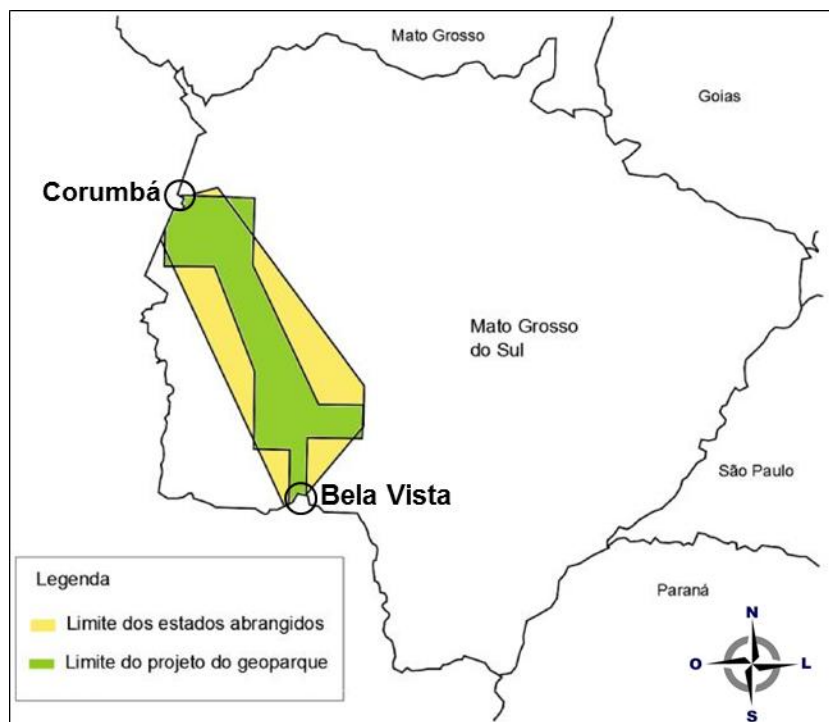 Mato Grosso
Goias
Corumbá
Mato Grosso
do Sul
São Paulo
Bela Vista
Paraná
Legenda
Limite dos estados abrangidos
Limite do projeto do geoparque
N
O
L
S